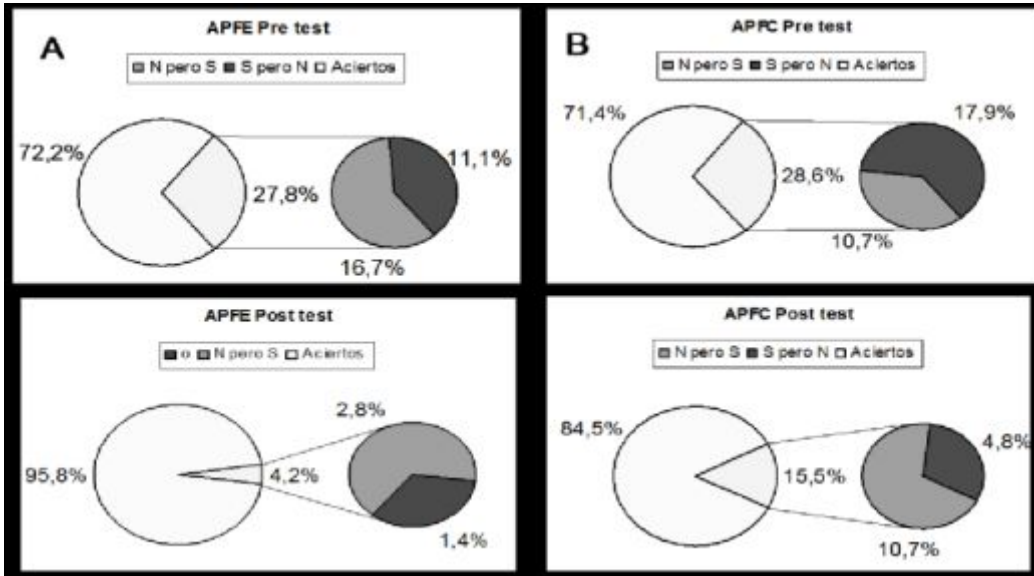 A
APFE Pre test
N pero S S pero N Aciertos
72,2%
11,1%
27,8%
16,7%
B
APFC Pre test
N pero S S pero N Aciertos
71,4%
17,9%
28,6%
10,7%
APFE Post test
o N pero S Aciertos
2,8%
95,8%
4,2%
1,4%
APFC Post test
N pero S S pero N Aciertos
84,5%
4,8%
15,5%
10,7%